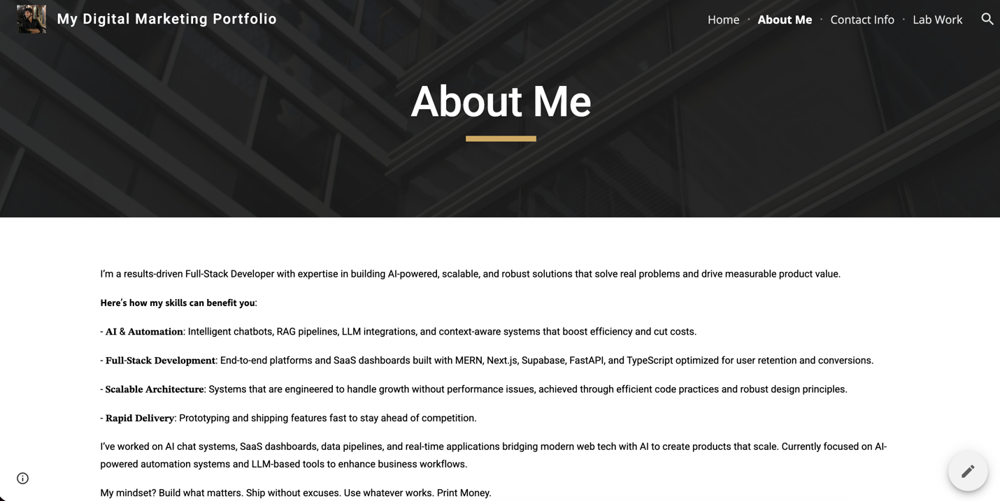 My Digital Marketing Portfolio
Home · About Me · Contact Info · Lab Work
About Me
I’m a results-driven Full-Stack Developer with expertise in building AI-powered, scalable, and robust solutions that solve real problems and drive measurable product value.
𝗛𝗲𝗿𝗲’𝘀 𝗵𝗼𝘄 𝗺𝘆 𝘀𝗸𝗶𝗹𝗹𝘀 𝗰𝗮𝗻 𝗯𝗲𝗻𝗲𝗳𝗶𝘁 𝘆𝗼𝘂:
- 𝐀𝐈 & 𝐀𝐮𝐭𝐨𝐦𝐚𝐭𝐢𝐨𝐧: Intelligent chatbots, RAG pipelines, LLM integrations, and context-aware systems that boost efficiency and cut costs.
- 𝐅𝐮𝐥𝐥-𝐒𝐭𝐚𝐜𝐤 𝐃𝐞𝐯𝐞𝐥𝐨𝐩𝐦𝐞𝐧𝐭: End-to-end platforms and SaaS dashboards built with MERN, Next.js, Supabase, FastAPI, and TypeScript optimized for user retention and conversions.
- 𝐒𝐜𝐚𝐥𝐚𝐛𝐥𝐞 𝐀𝐫𝐜𝐡𝐢𝐭𝐞𝐜𝐭𝐮𝐫𝐞: Systems that are engineered to handle growth without performance issues, achieved through efficient code practices and robust design principles.
- 𝐑𝐚𝐩𝐢𝐝 𝐃𝐞𝐥𝐢𝐯𝐞𝐫𝐲: Prototyping and shipping features fast to stay ahead of competition.
I’ve worked on AI chat systems, SaaS dashboards, data pipelines, and real-time applications bridging modern web tech with AI to create products that scale. Currently focused on AI-
powered automation systems and LLM-based tools to enhance business workflows.
My mindset? Build what matters. Ship without excuses. Use whatever works. Print Money.